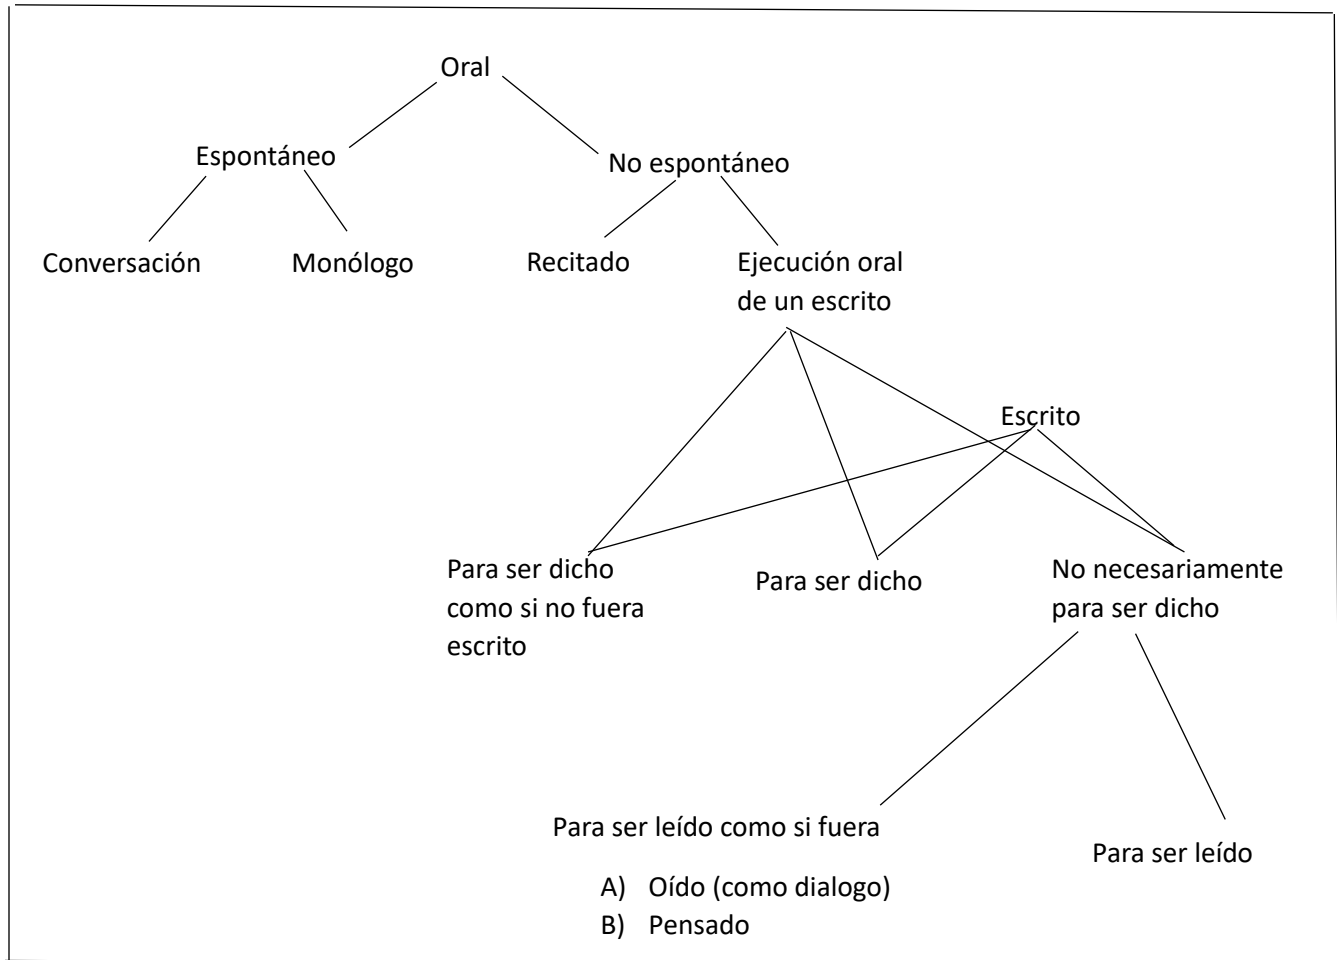 Oral
Espontáneo
No espontáneo
Conversación
Monólogo
Recitado
Ejecución oral
de un escrito
Escrito
Para ser dicho
como si no fuera
escrito
Para ser dicho
No necesariamente
para ser dicho
Para ser leído como si fuera
A) Oído (como dialogo)
B) Pensado
Para ser leído